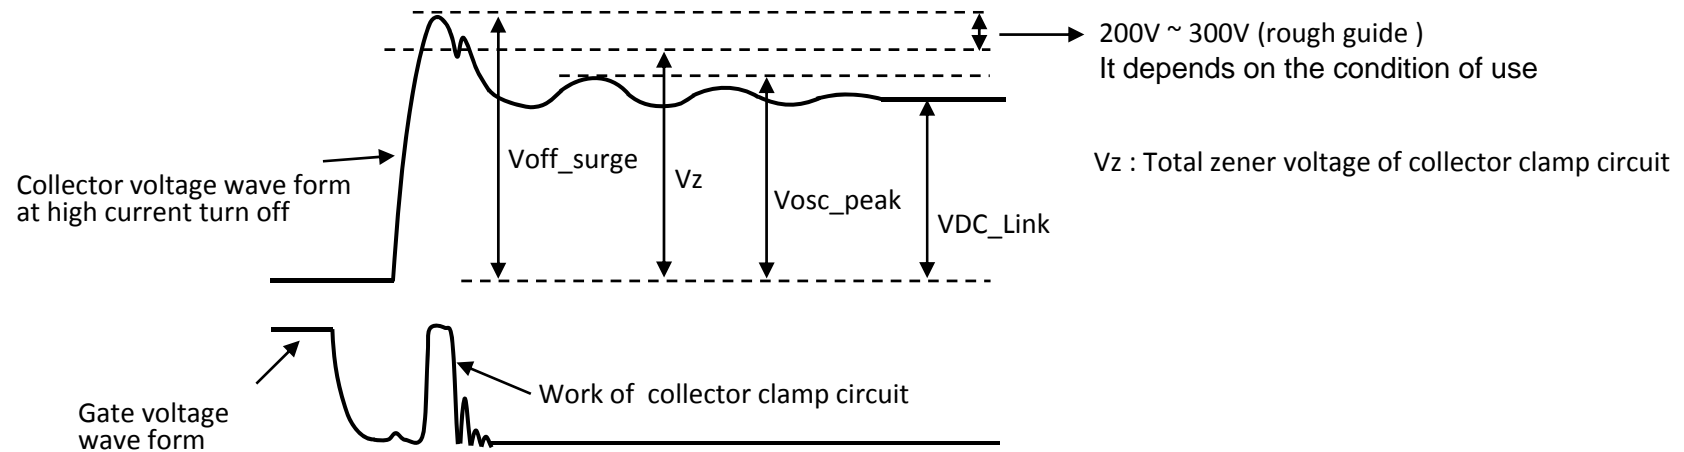 200V ~ 300V (rough guide )
It depends on the condition of use
Voff_surge
Vz : Total zener voltage of collector clamp circuit
Vz
Collector voltage wave form
at high current turn off
Vosc_peak
VDC_Link
Work of  collector clamp circuit
Gate voltage
wave form